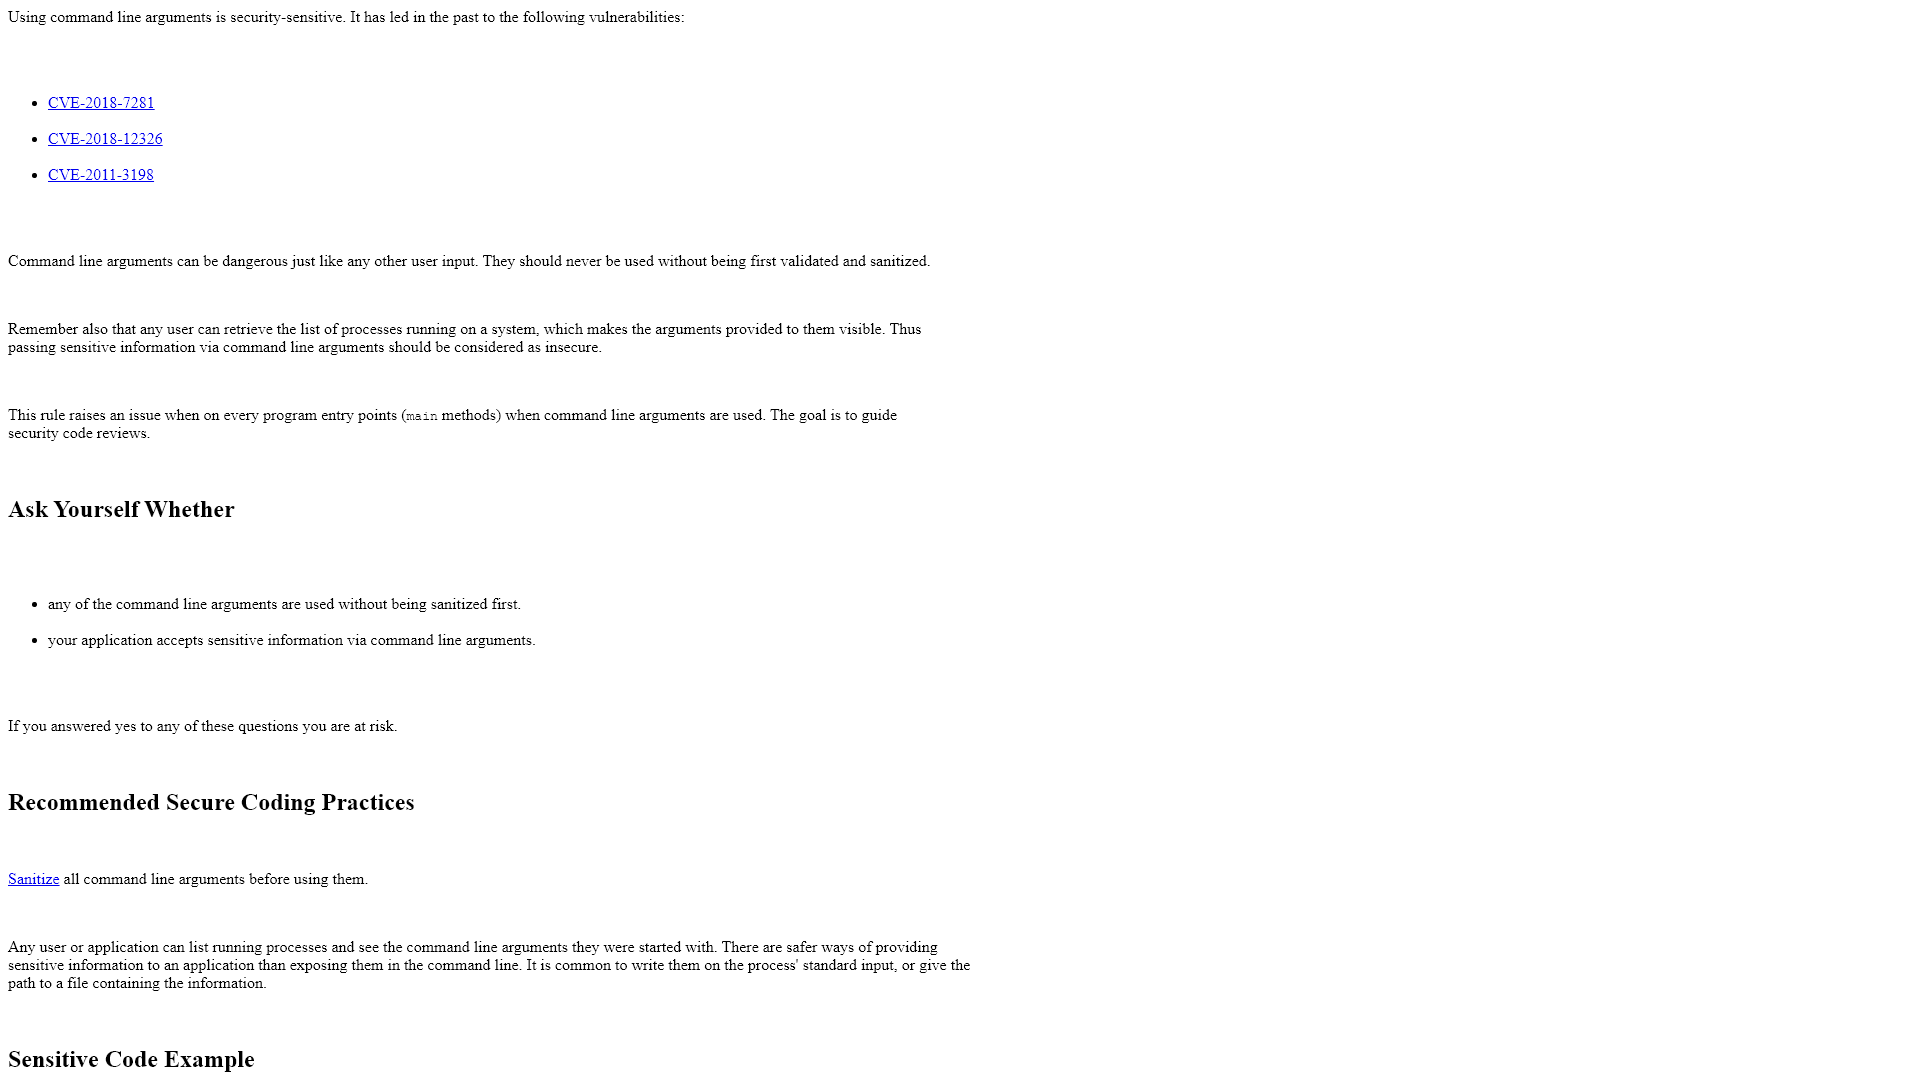 Using command line arguments is security-sensitive. It has led in the past to the following vulnerabilities:
CVE-2018-7281
CVE-2018-12326
CVE-2011-3198
Command line arguments can be dangerous just like any other user input. They should never be used without being first validated and sanitized.
Remember also that any user can retrieve the list of processes running on a system, which makes the arguments provided to them visible. Thus
passing sensitive information via command line arguments should be considered as insecure.
This rule raises an issue when on every program entry points (main methods) when command line arguments are used. The goal is to guide
security code reviews.
Ask Yourself Whether
any of the command line arguments are used without being sanitized first.
your application accepts sensitive information via command line arguments.
If you answered yes to any of these questions you are at risk.
Recommended Secure Coding Practices
Sanitize all command line arguments before using them.
Any user or application can list running processes and see the command line arguments they were started with. There are safer ways of providing
sensitive information to an application than exposing them in the command line. It is common to write them on the process' standard input, or give the
path to a file containing the information.
Sensitive Code Example